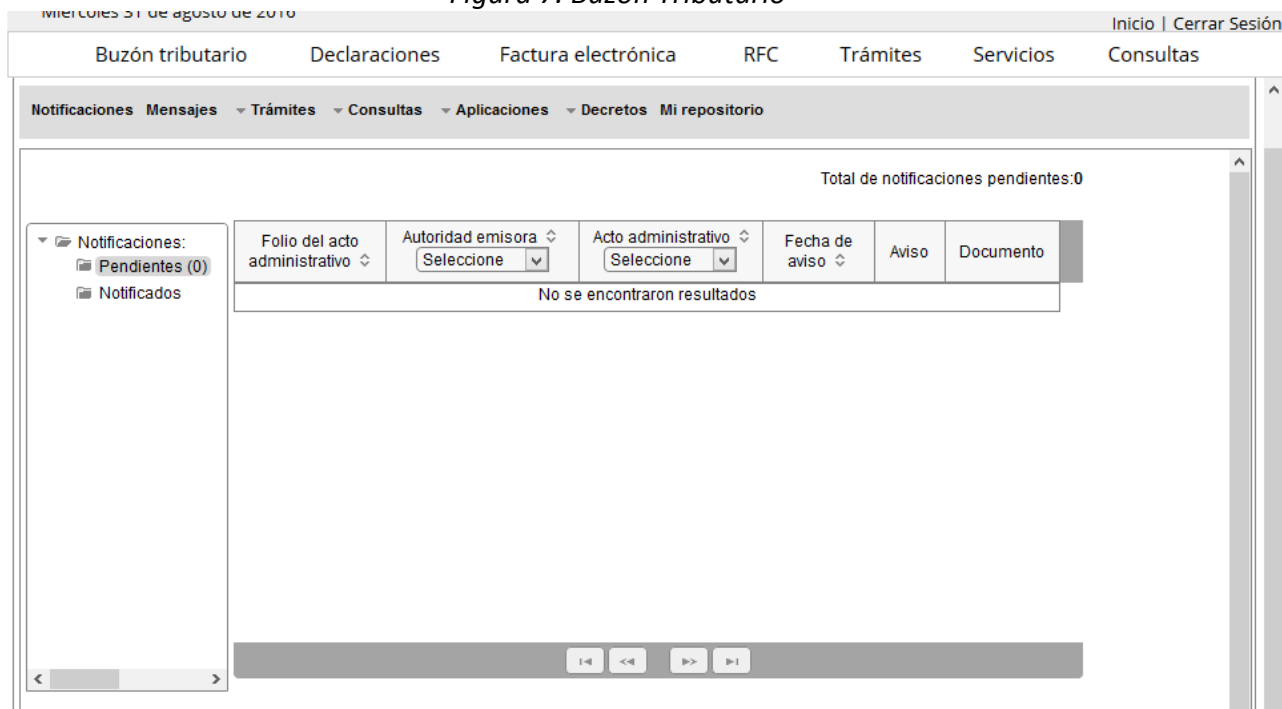 Figura 7. Buzón Tributario
Miércoles 31 de agosto de 2016
Inicio | Cerrar Sesión
Buzón tributario Declaraciones Factura electrónica RFC Trámites Servicios Consultas
Notificaciones Mensajes Trámites Consultas Aplicaciones Decretos Mi repositorio
Total de notificaciones pendientes:0
Notificaciones:
Pendientes (0)
Notificados
Folio del acto administrativo
Autoridad emisora
Seleccione
Acto administrativo
Seleccione
Fecha de aviso
Aviso
Documento
No se encontraron resultados